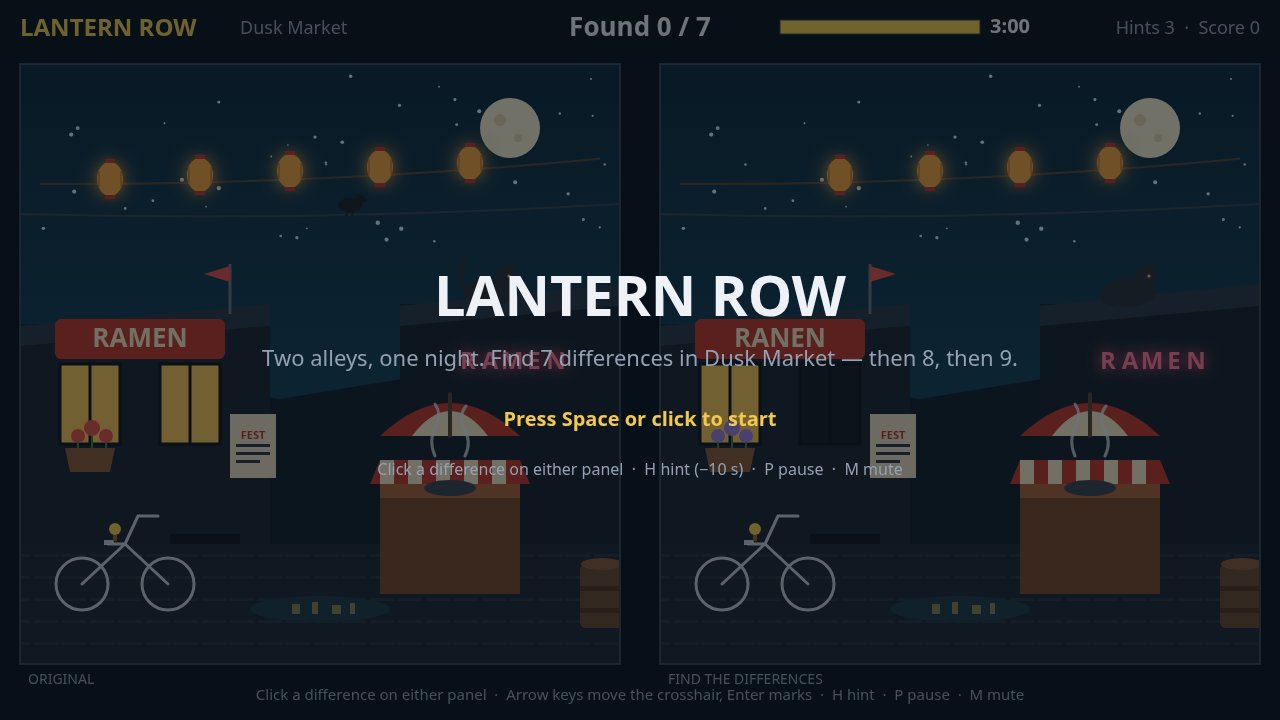 LANTERN ROW
Dusk Market
Found 0 / 7
3:00
Hints 3 · Score 0
RAMEN
RANEN
LANTERN ROW
Two alleys, one night. Find 7 differences in Dusk Market — then 8, then 9.
RAMEN
RAMEN
Press Space or click to start
FEST
FEST
Click a difference on either panel · H hint (−10 s) · P pause · M mute
ORIGINAL
FIND THE DIFFERENCES
Click a difference on either panel · Arrow keys move the crosshair, Enter marks · H hint · P pause · M mute